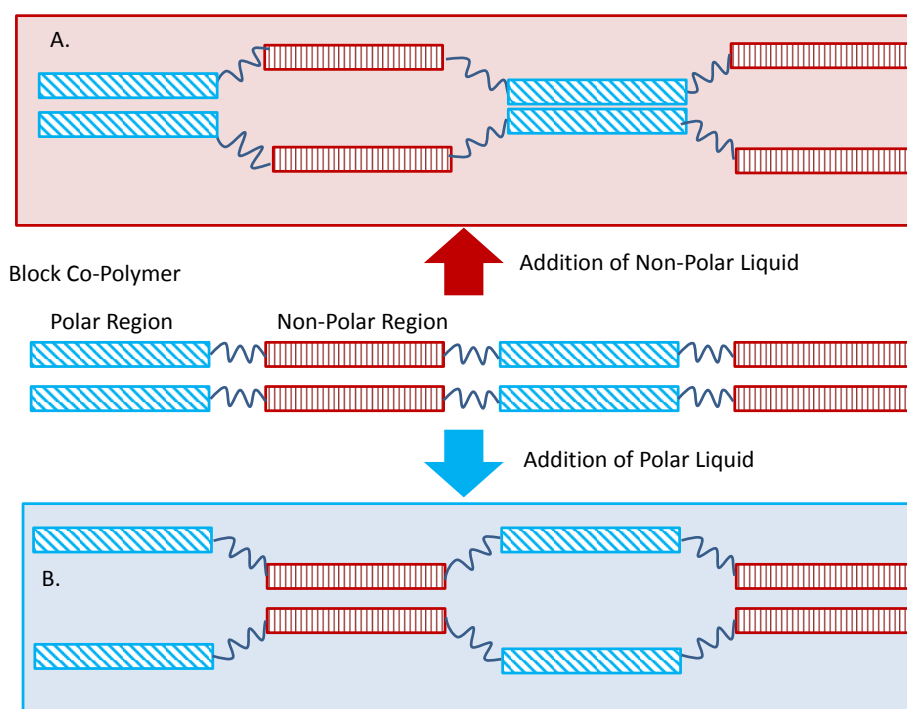 A.
Addition of Non-Polar Liquid
Block Co-Polymer
Polar Region
Non-Polar Region
Addition of Polar Liquid
B.